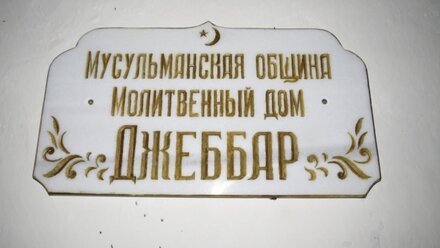 Мусульманская община
Молитвенный дом
Джеббар